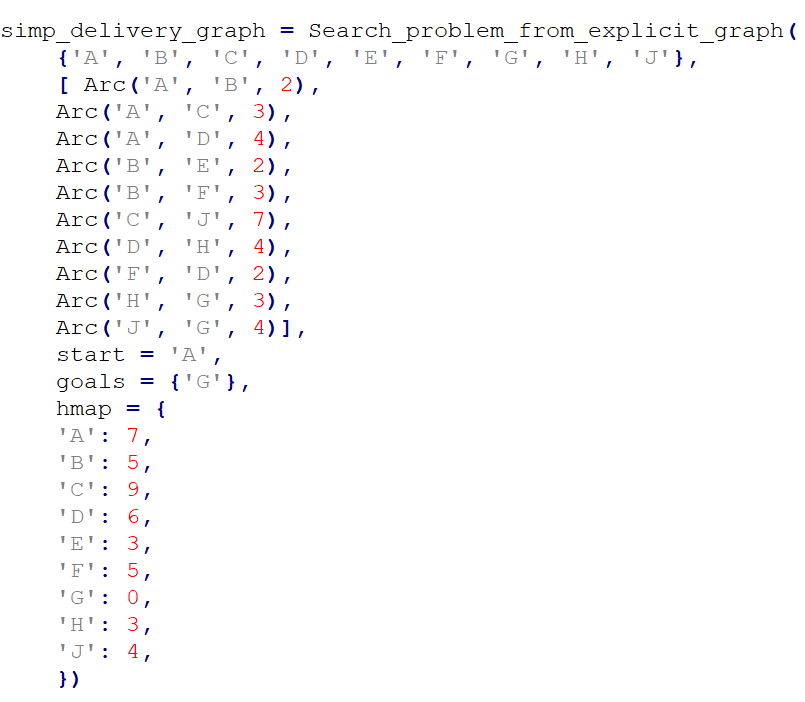 simp_delivery_graph = Search_problem_from_explicit_graph(
{'A', 'B', 'C', 'D', 'E', 'F', 'G', 'H', 'J'},
[ Arc('A', 'B', 2),
Arc('A', 'C', 3),
Arc('A', 'D', 4),
Arc('B', 'E', 2),
Arc('B', 'F', 3),
Arc('C', 'J', 7),
Arc('D', 'H', 4),
Arc('F', 'D', 2),
Arc('H', 'G', 3),
Arc('J', 'G', 4)],
start = 'A',
goals = {'G'},
hmap = {
'A': 7,
'B': 5,
'C': 9,
'D': 6,
'E': 3,
'F': 5,
'G': 0,
'H': 3,
'J': 4,
})